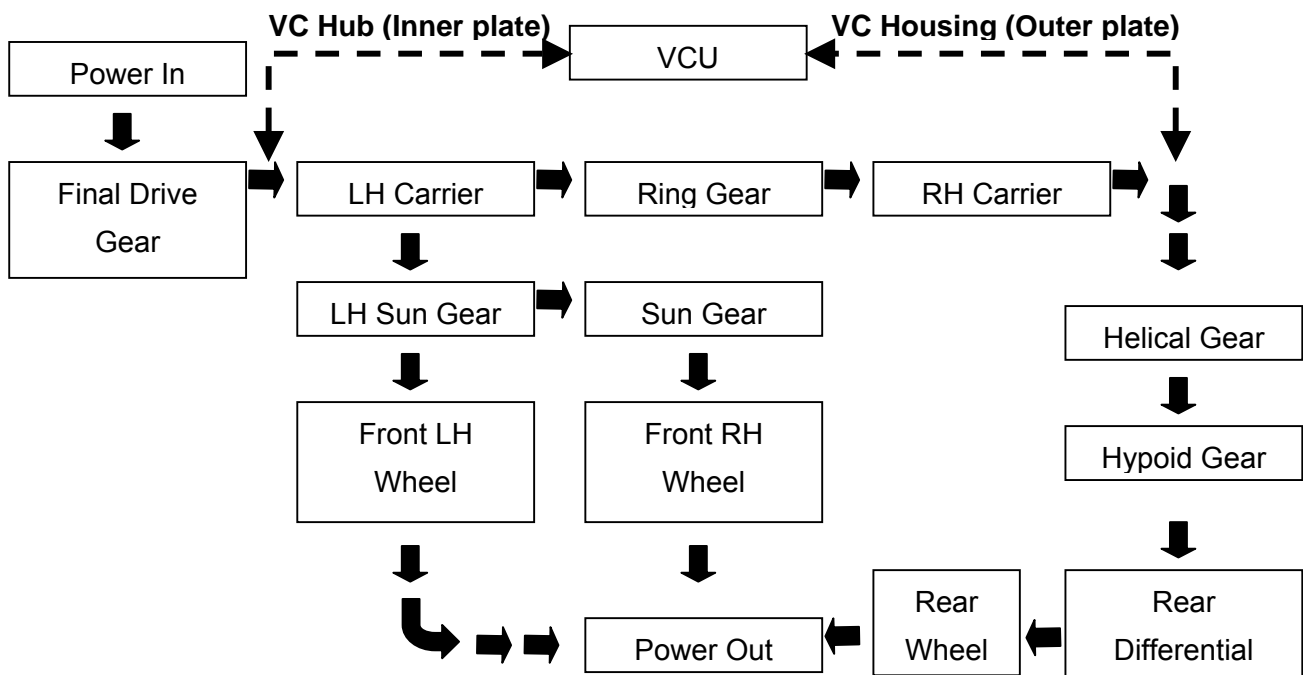 VC Hub (Inner plate)
VCU
VC Housing (Outer plate)
Power In
Final Drive
Gear
LH Carrier
Ring Gear
RH Carrier
LH Sun Gear
Sun Gear
Helical Gear
Front LH
Wheel
Front RH
Wheel
Hypoid Gear
Rear
Wheel
Rear
Differential
Power Out